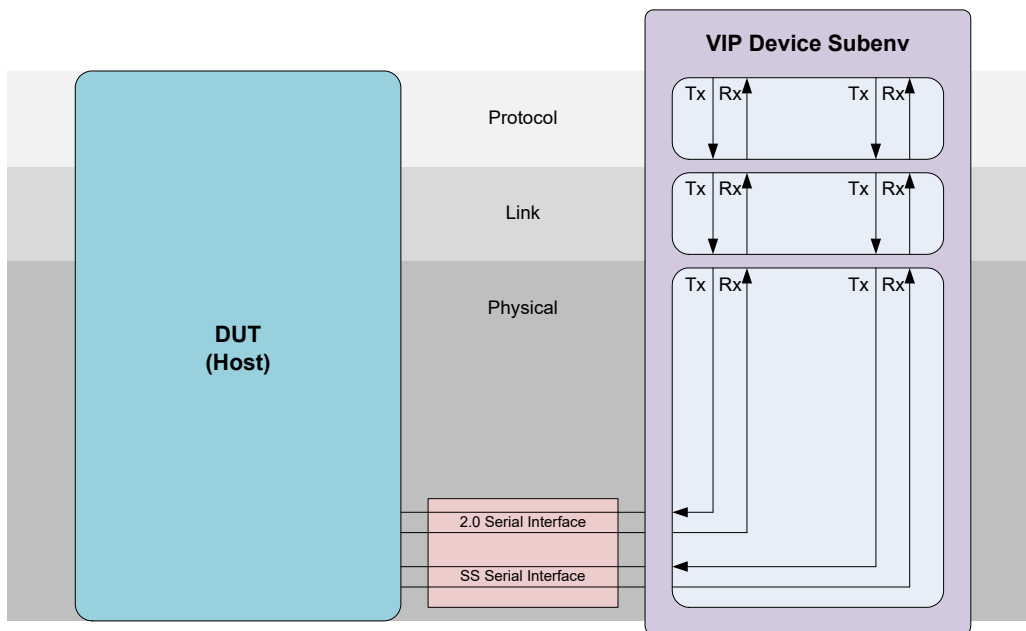 VIP Device Subenv
Tx Rx Tx Rx
Protocol
Tx Rx Tx Rx
Link
Tx Rx Tx Rx
Physical
DUT
(Host)
2.0 Serial Interface
SS Serial Interface